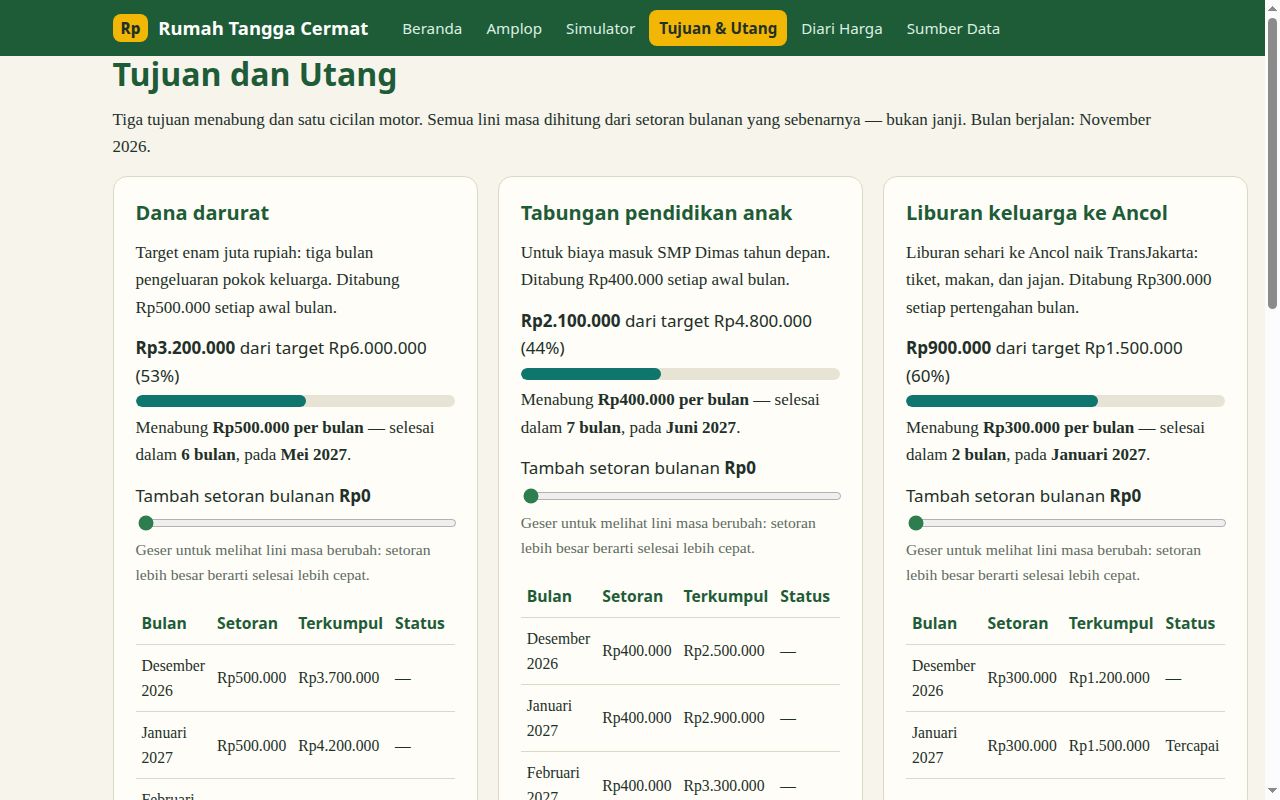 Rp Rumah Tangga Cermat Beranda Amplop Simulator Tujuan & Utang Diari Harga Sumber Data
Tujuan dan Utang
Tiga tujuan menabung dan satu cicilan motor. Semua lini masa dihitung dari setoran bulanan yang sebenarnya — bukan janji. Bulan berjalan: November
2026.
Dana darurat
Target enam juta rupiah: tiga bulan
pengeluaran pokok keluarga. Ditabung
Rp500.000 setiap awal bulan.
Rp3.200.000 dari target Rp6.000.000
(53%)
Menabung Rp500.000 per bulan — selesai
dalam 6 bulan, pada Mei 2027.
Tambah setoran bulanan Rp0
Geser untuk melihat lini masa berubah: setoran
lebih besar berarti selesai lebih cepat.
Bulan Setoran Terkumpul Status
Desember
2026 Rp500.000 Rp3.700.000 —
Januari
2027 Rp500.000 Rp4.200.000 —
Februari
Tabungan pendidikan anak
Untuk biaya masuk SMP Dimas tahun depan.
Ditabung Rp400.000 setiap awal bulan.
Rp2.100.000 dari target Rp4.800.000
(44%)
Menabung Rp400.000 per bulan — selesai
dalam 7 bulan, pada Juni 2027.
Tambah setoran bulanan Rp0
Geser untuk melihat lini masa berubah: setoran
lebih besar berarti selesai lebih cepat.
Bulan Setoran Terkumpul Status
Desember
2026 Rp400.000 Rp2.500.000 —
Januari
2027 Rp400.000 Rp2.900.000 —
Februari
2027 Rp400.000 Rp3.300.000 —
Liburan keluarga ke Ancol
Liburan sehari ke Ancol naik TransJakarta:
tiket, makan, dan jajan. Ditabung Rp300.000
setiap pertengahan bulan.
Rp900.000 dari target Rp1.500.000
(60%)
Menabung Rp300.000 per bulan — selesai
dalam 2 bulan, pada Januari 2027.
Tambah setoran bulanan Rp0
Geser untuk melihat lini masa berubah: setoran
lebih besar berarti selesai lebih cepat.
Bulan Setoran Terkumpul Status
Desember
2026 Rp300.000 Rp1.200.000 —
Januari
2027 Rp300.000 Rp1.500.000 Tercapai